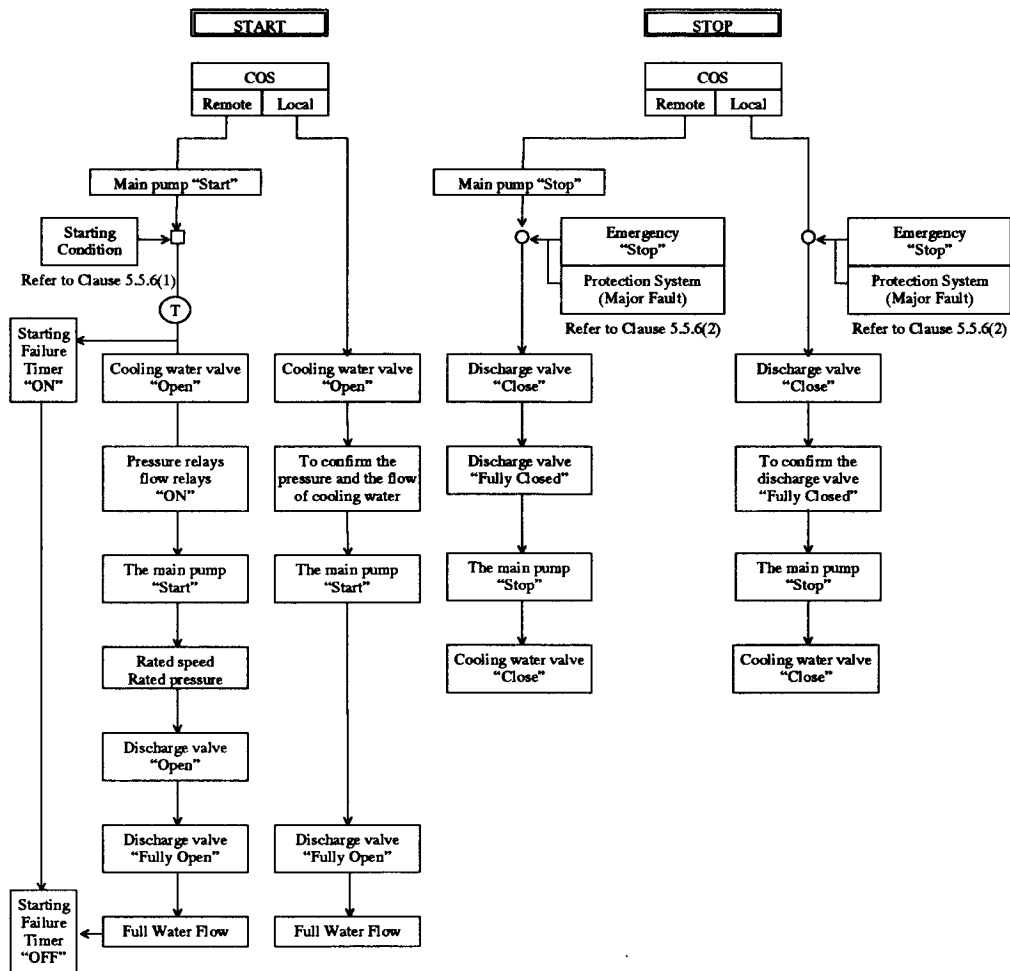 START
COS
Remote
Local
Main pump “Start”
Starting
Condition
Refer to Clause 5.5.6(1)
T
Starting
Failure
Timer
“ON”
Cooling water valve
“Open”
Pressure relays
flow relays
“ON”
The main pump
“Start”
Rated speed
Rated pressure
Discharge valve
“Open”
Discharge valve
“Fully Open”
Full Water Flow
Starting
Failure
Timer
“OFF”
Cooling water valve
“Open”
To confirm the
pressure and the flow
of cooling water
The main pump
“Start”
Discharge valve
“Fully Open”
Full Water Flow
STOP
COS
Remote
Local
Main pump “Stop”
Emergency
“Stop”
Protection System
(Major Fault)
Refer to Clause 5.5.6(2)
Discharge valve
“Close”
Discharge valve
“Fully Closed”
The main pump
“Stop”
Cooling water valve
“Close”
Emergency
“Stop”
Protection System
(Major Fault)
Refer to Clause 5.5.6(2)
Discharge valve
“Close”
To confirm the
discharge valve
“Fully Closed”
The main pump
“Stop”
Cooling water valve
“Close”